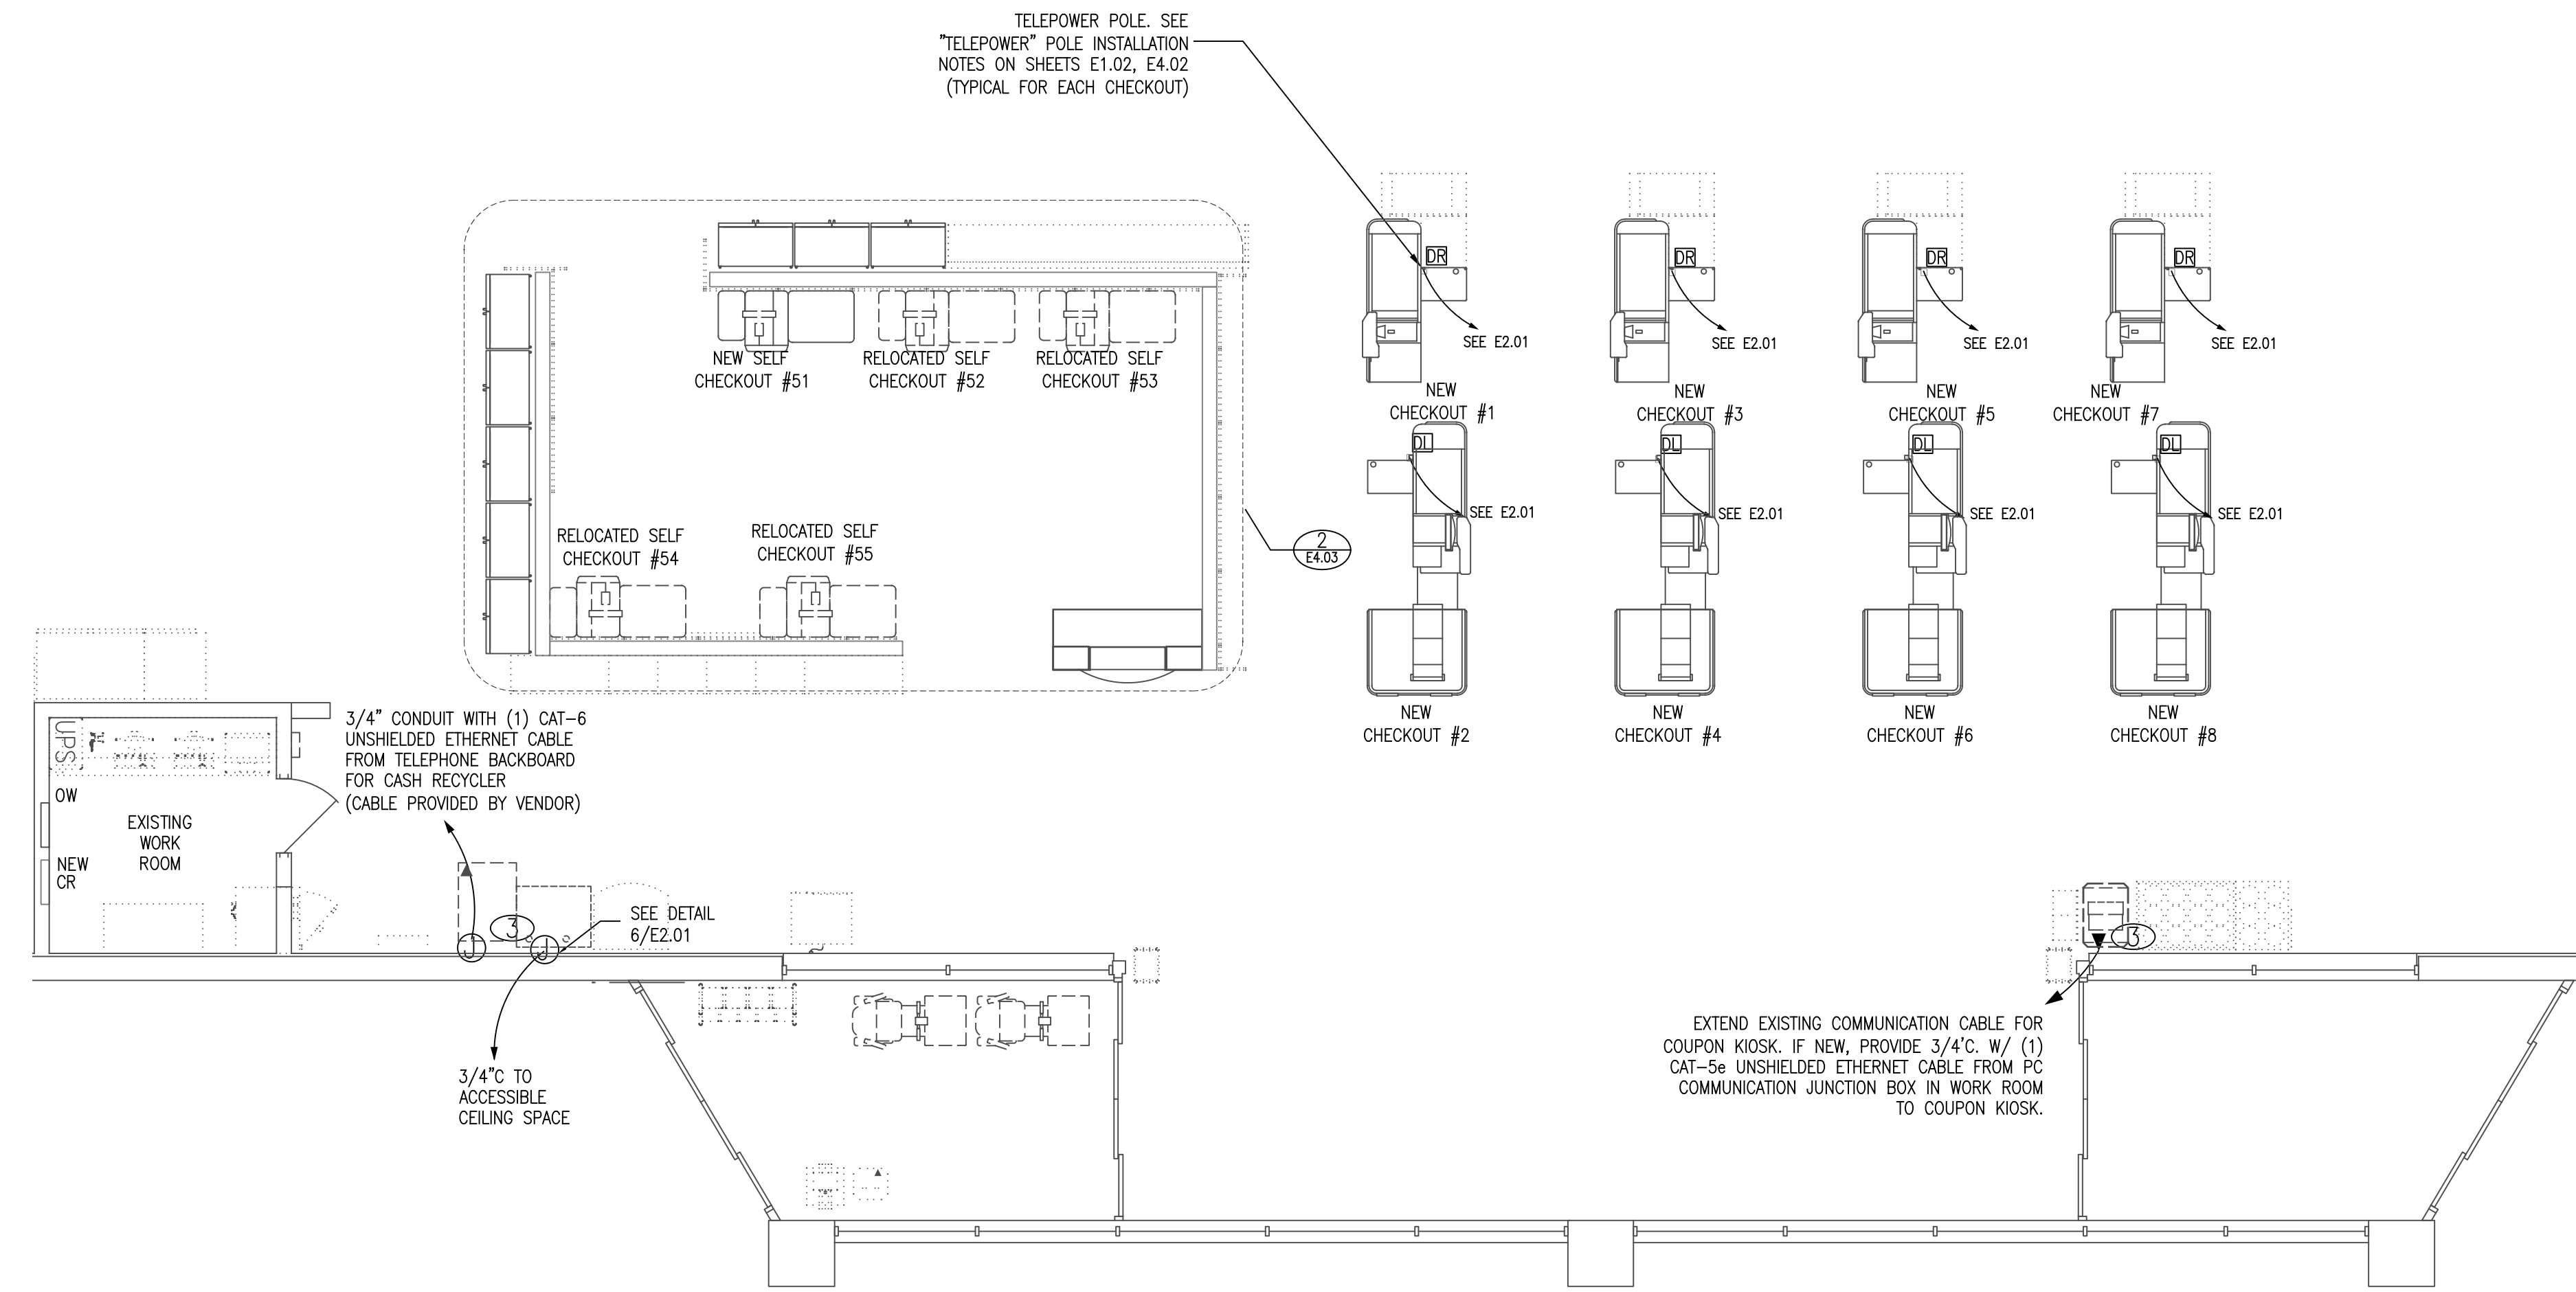 TELEPOWER POLE. SEE
"TELEPOWER" POLE INSTALLATION
NOTES ON SHEETS E1.02, E4.02
(TYPICAL FOR EACH CHECKOUT)
DR
DR
DR
DR
SEE E2.01
SEE E2.01
SEE E2.01
SEE E2.01
NEW SELF
CHECKOUT #51
RELOCATED SELF
CHECKOUT #52
RELOCATED SELF
CHECKOUT #53
NEW
CHECKOUT #1
NEW
CHECKOUT #3
NEW
CHECKOUT #5
NEW
CHECKOUT #7
DL
DL
DL
DL
SEE E2.01
SEE E2.01
SEE E2.01
SEE E2.01
RELOCATED SELF
CHECKOUT #54
RELOCATED SELF
CHECKOUT #55
2
E4.03
NEW
CHECKOUT #2
NEW
CHECKOUT #4
NEW
CHECKOUT #6
NEW
CHECKOUT #8
UPS
OW
EXISTING
WORK
ROOM
NEW
CR
3/4" CONDUIT WITH (1) CAT-6
UNSHIELDED ETHERNET CABLE
FROM TELEPHONE BACKBOARD
FOR CASH RECYCLER
(CABLE PROVIDED BY VENDOR)
3
J
J
SEE DETAIL
6/E2.01
3/4"C TO
ACCESSIBLE
CEILING SPACE
3
EXTEND EXISTING COMMUNICATION CABLE FOR
COUPON KIOSK. IF NEW, PROVIDE 3/4'C. W/ (1)
CAT-5e UNSHIELDED ETHERNET CABLE FROM PC
COMMUNICATION JUNCTION BOX IN WORK ROOM
TO COUPON KIOSK.